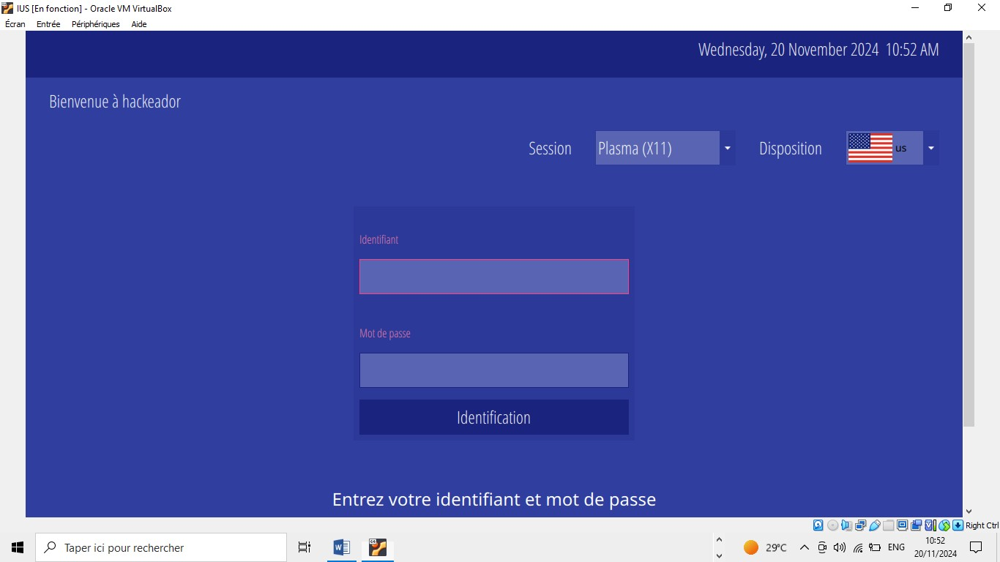 IUS [En fonction] - Oracle VM VirtualBox
Écran Entrée Périphériques Aide
Wednesday, 20 November 2024 10:52 AM
Bienvenue à hackeador
Session Plasma (X11) Disposition us
Identifiant
Mot de passe
Identification
Entrez votre identifiant et mot de passe
Right Ctrl
Taper ici pour rechercher
64
29°C
ENG
10:52
20/11/2024